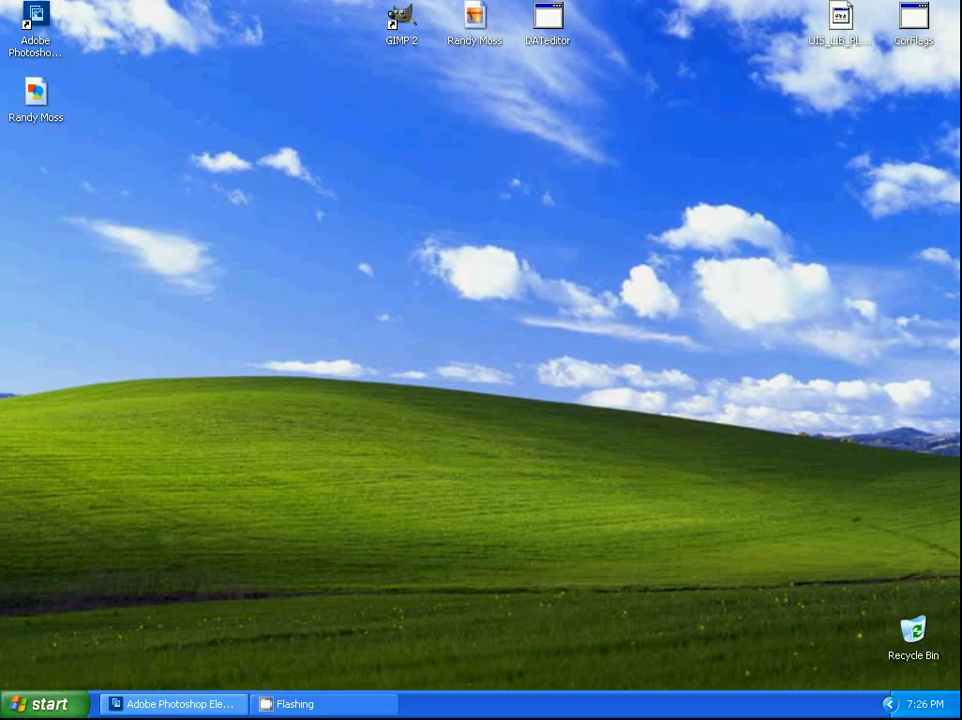 Adobe
Photosho...
GIMP 2
Randy Moss
DATeditor
CorFlags
Randy Moss
Recycle Bin
start
Adobe Photoshop Ele...
Flashing
7:26 PM